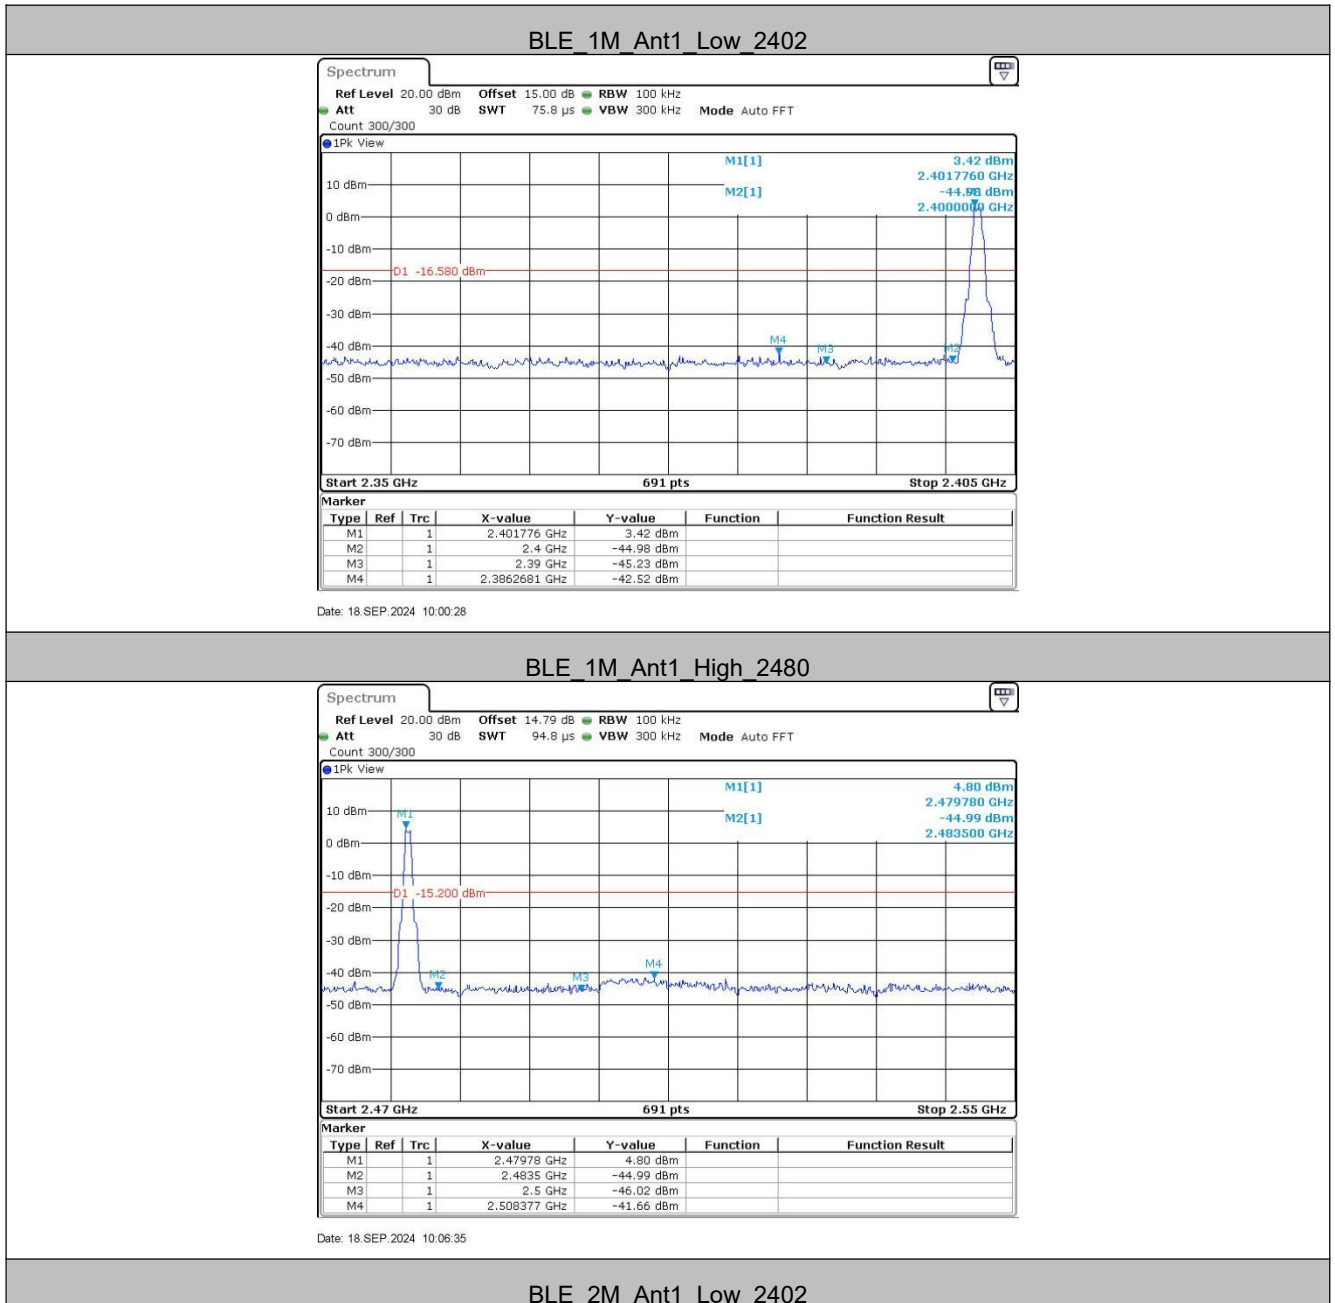 BLE_1M_Ant1_Low_2402
Spectrum
Ref Level 20.00 dBm Offset 15.00 dB RBW 100 kHz
Att 30 dB SWT 75.8 µs VBW 300 kHz Mode Auto FFT
Count 300/300
1Pk View
M1[1] 3.42 dBm
2.4017760 GHz
10 dBm
M2[1] -44.98 dBm
2.4000000 GHz
0 dBm
-10 dBm
D1 -16.580 dBm
-20 dBm
-30 dBm
-40 dBm
M4
M3
M2
-50 dBm
-60 dBm
-70 dBm
Start 2.35 GHz 691 pts Stop 2.405 GHz
Marker
Type Ref Trc X-value Y-value Function Function Result
M1 1 2.401776 GHz 3.42 dBm
M2 1 2.4 GHz -44.98 dBm
M3 1 2.39 GHz -45.23 dBm
M4 1 2.3862681 GHz -42.52 dBm
Date: 18.SEP.2024 10:00:28
BLE_1M_Ant1_High_2480
Spectrum
Ref Level 20.00 dBm Offset 14.79 dB RBW 100 kHz
Att 30 dB SWT 94.8 µs VBW 300 kHz Mode Auto FFT
Count 300/300
1Pk View
M1[1] 4.80 dBm
2.479780 GHz
10 dBm
M1
M2[1] -44.99 dBm
2.483500 GHz
0 dBm
-10 dBm
D1 -15.200 dBm
-20 dBm
-30 dBm
-40 dBm
M2
M3
M4
-50 dBm
-60 dBm
-70 dBm
Start 2.47 GHz 691 pts Stop 2.55 GHz
Marker
Type Ref Trc X-value Y-value Function Function Result
M1 1 2.47978 GHz 4.80 dBm
M2 1 2.4835 GHz -44.99 dBm
M3 1 2.5 GHz -46.02 dBm
M4 1 2.508377 GHz -41.66 dBm
Date: 18.SEP.2024 10:06:35
BLE_2M_Ant1_Low_2402